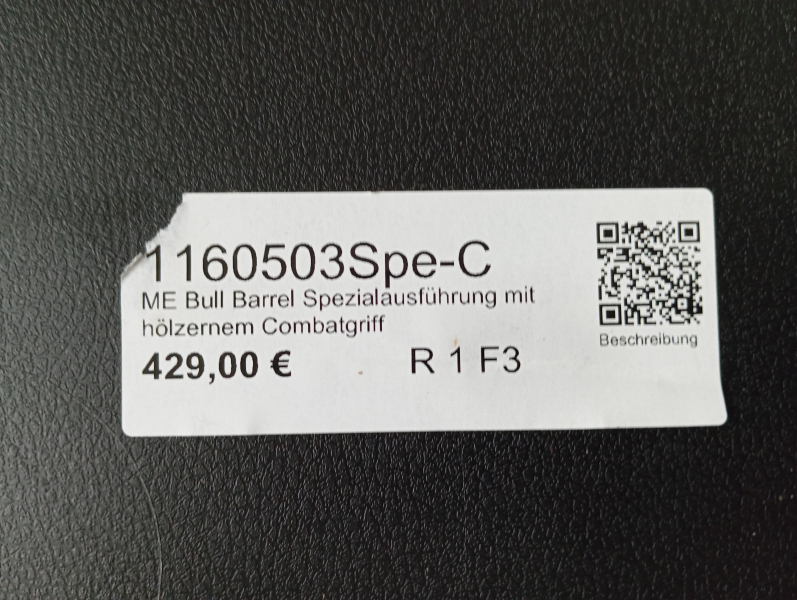 1160503Spe-C
ME Bull Barrel Spezialausführung mit
hölzernem Combatgriff
429,00 € R 1 F3
Beschreibung